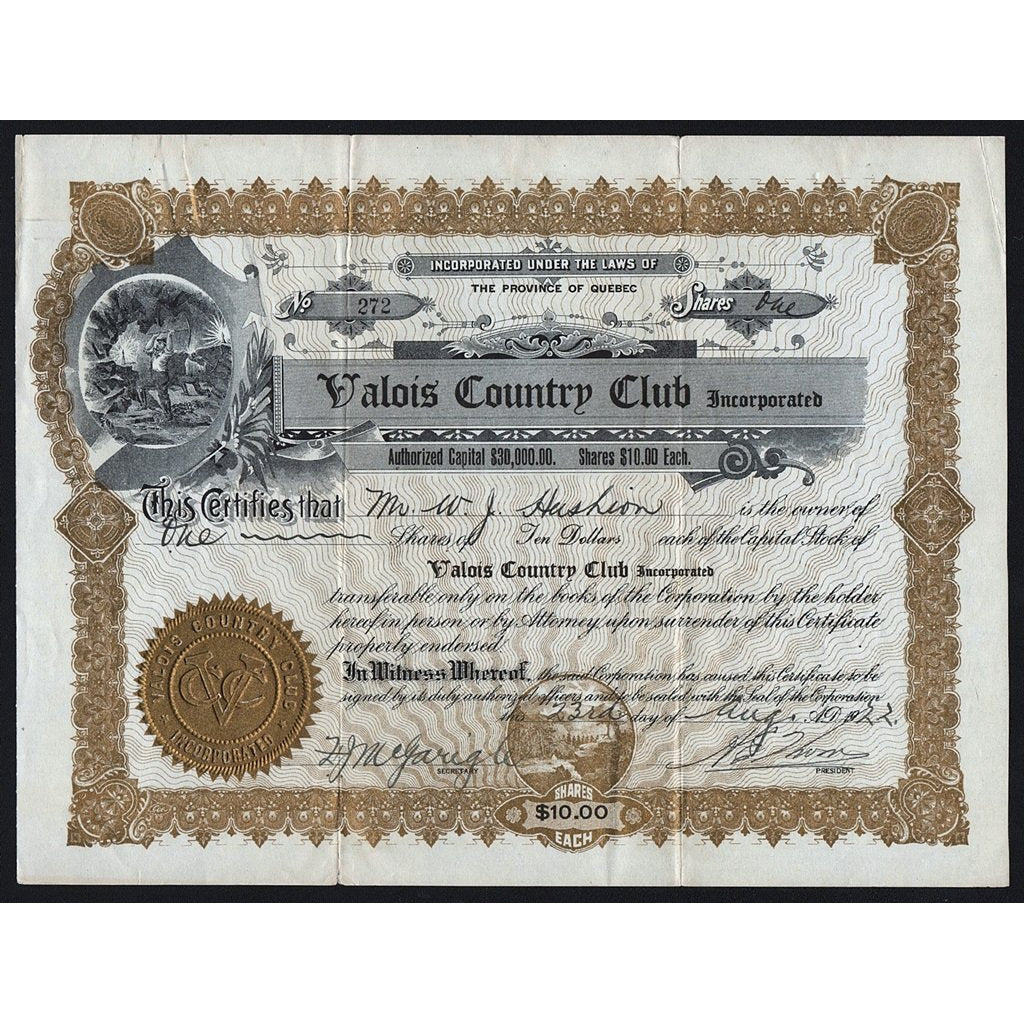 INCORPORATED UNDER THE LAWS OF
THE PROVINCE OF QUEBEC
No 272
Shares One
Valois Country Club Incorporated
Authorized Capital $30,000.00. Shares $10.00 Each.
This Certifies that Mr. W. J. Hushion is the owner of
One Shares of Ten Dollars each of the Capital Stock of
Valois Country Club Incorporated
transferable only on the books of the Corporation by the holder
hereof in person or by Attorney upon surrender of this Certificate
properly endorsed
In Witness Whereof, the said Corporation has caused this Certificate to be
signed by its duly authorized officers and to be sealed with the Seal of the Corporation
this 23rd day of Aug. A.D. 1922.
VALOIS COUNTRY CLUB
INCORPORATED
VCC
F J McGarigle
SECRETARY
PRESIDENT
SHARES
$10.00
EACH